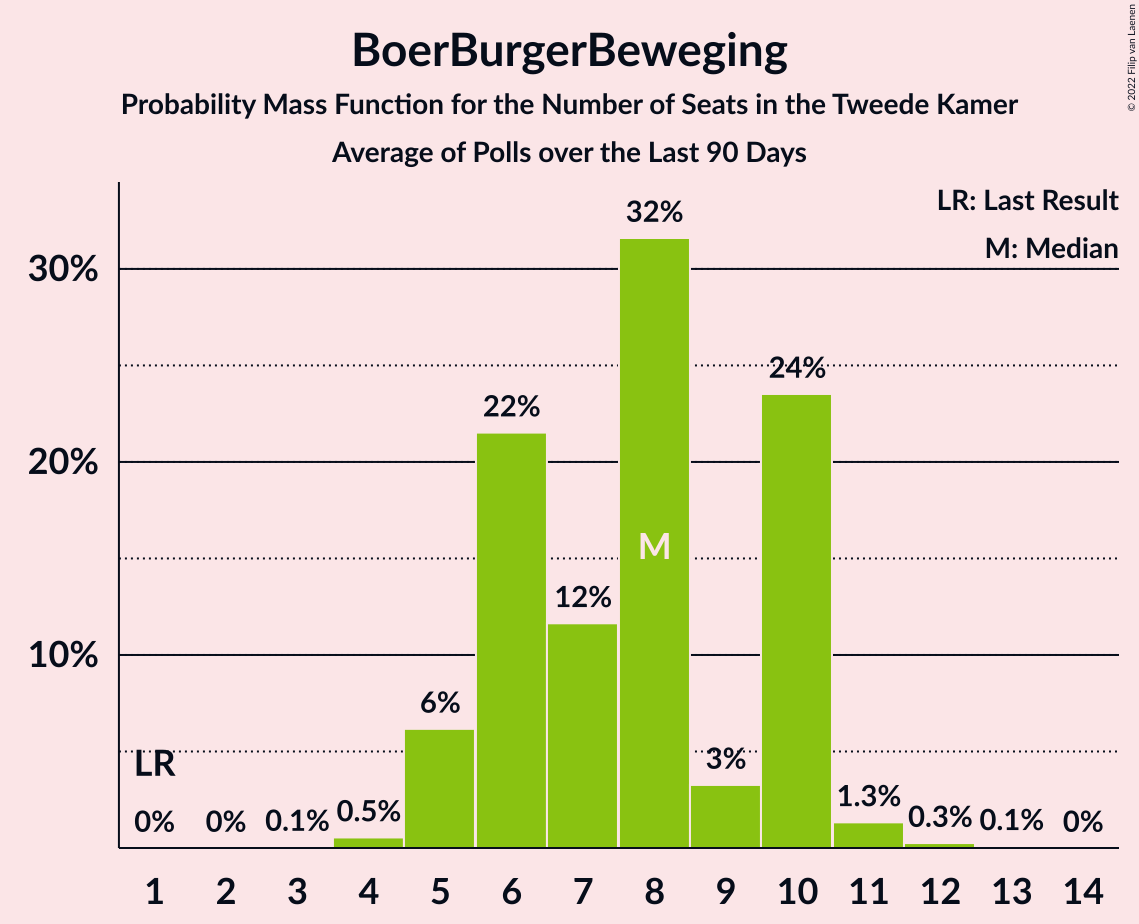 BoerBurgerBeweging
Probability Mass Function for the Number of Seats in the Tweede Kamer
Average of Polls over the Last 90 Days
© 2022 Filip van Laenen
LR: Last Result
M: Median
32%
30%
24%
22%
20%
M
12%
10%
6%
LR
3%
0%
0%
0.1%
0.5%
1.3%
0.3%
0.1%
0%
1 2 3 4 5 6 7 8 9 10 11 12 13 14